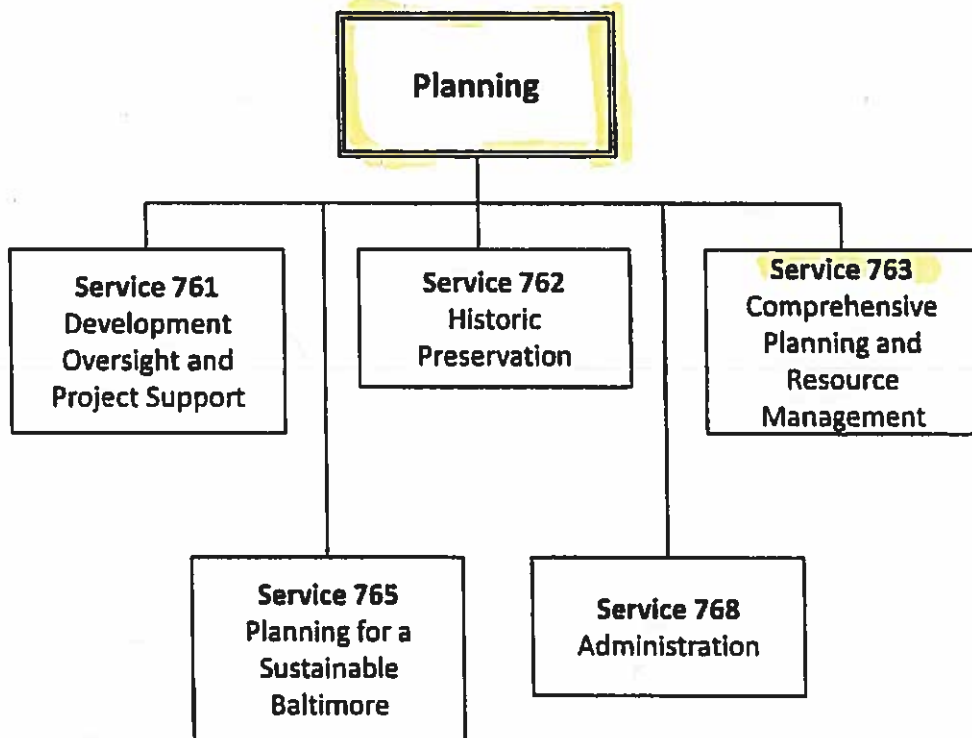 Planning
Service 761
Development
Oversight and
Project Support
Service 762
Historic
Preservation
Service 763
Comprehensive
Planning and
Resource
Management
Service 765
Planning for a
Sustainable
Baltimore
Service 768
Administration